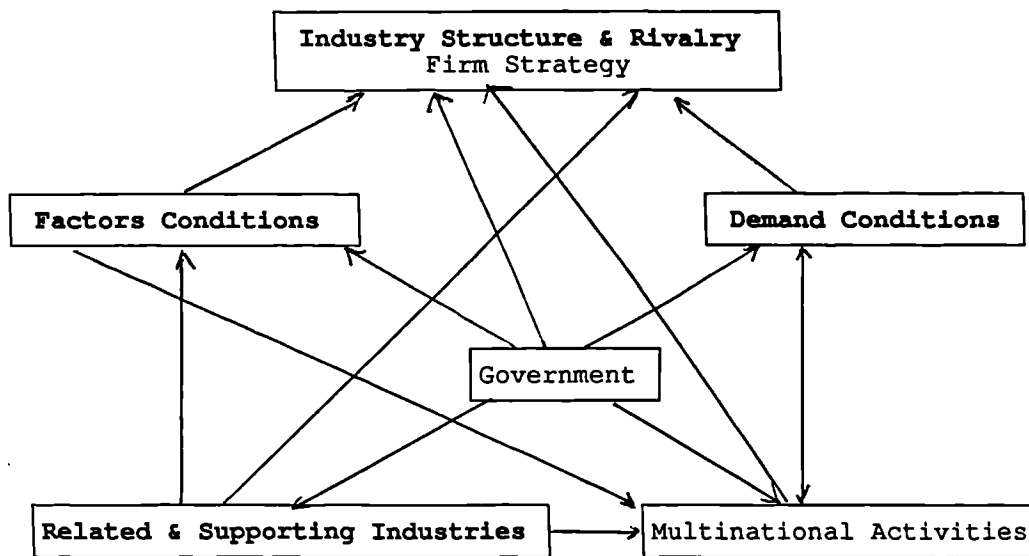 Industry Structure & Rivalry
Firm Strategy
Factors Conditions
Demand Conditions
Government
Related & Supporting Industries
Multinational Activities